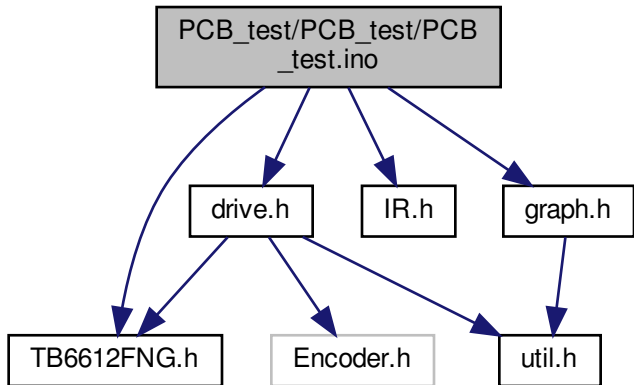 PCB_test/PCB_test/PCB
_test.ino
drive.h
IR.h
graph.h
TB6612FNG.h
Encoder.h
util.h